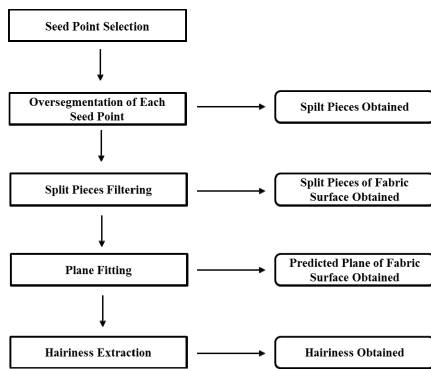 Seed Point Selection
Oversegmentation of Each
Seed Point
Spilt Pieces Obtained
Split Pieces Filtering
Split Pieces of Fabric
Surface Obtained
Plane Fitting
Predicted Plane of Fabric
Surface Obtained
Hairiness Extraction
Hairiness Obtained